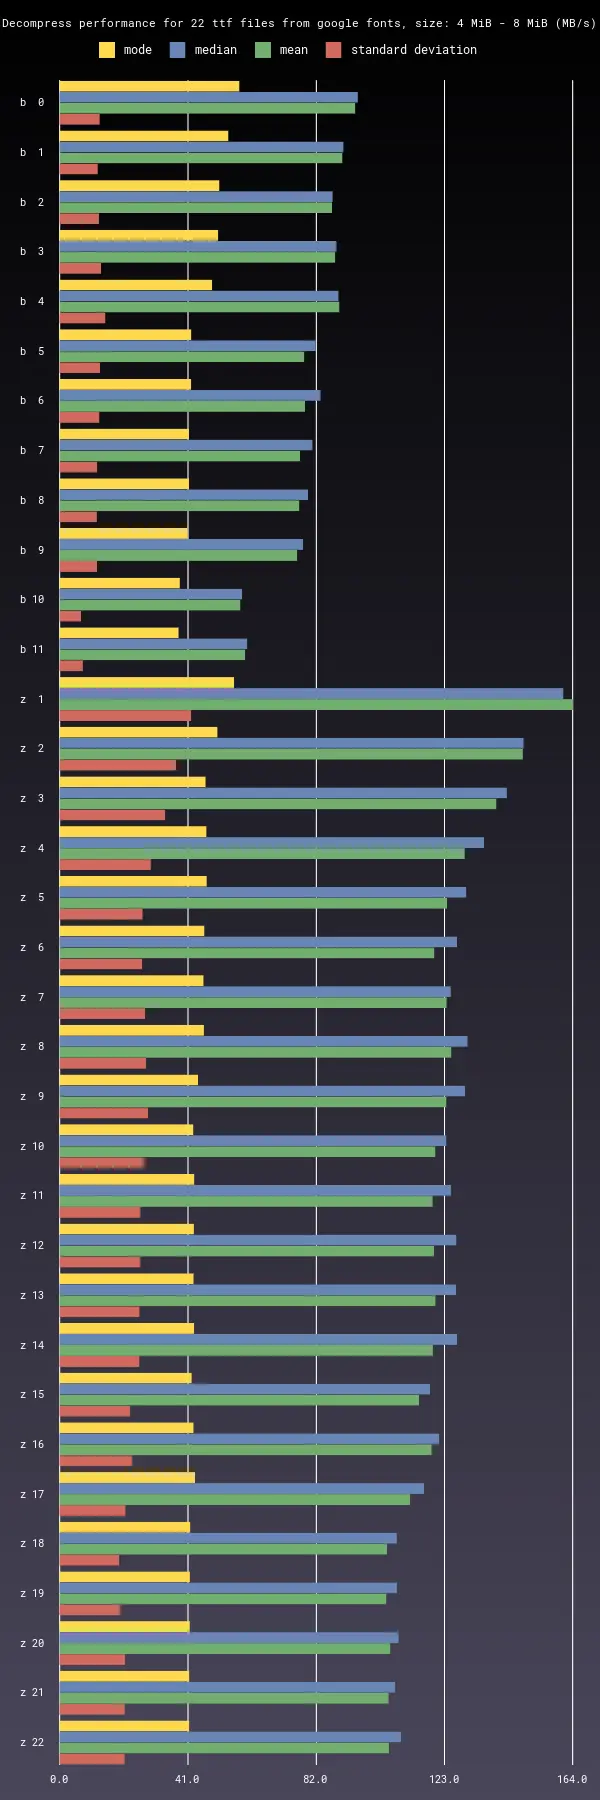 Decompress performance for 22 ttf files from google fonts, size: 4 MiB - 8 MiB (MB/s)
mode median mean standard deviation
b 0
b 1
b 2
b 3
b 4
b 5
b 6
b 7
b 8
b 9
b 10
b 11
z 1
z 2
z 3
z 4
z 5
z 6
z 7
z 8
z 9
z 10
z 11
z 12
z 13
z 14
z 15
z 16
z 17
z 18
z 19
z 20
z 21
z 22
0.0 41.0 82.0 123.0 164.0